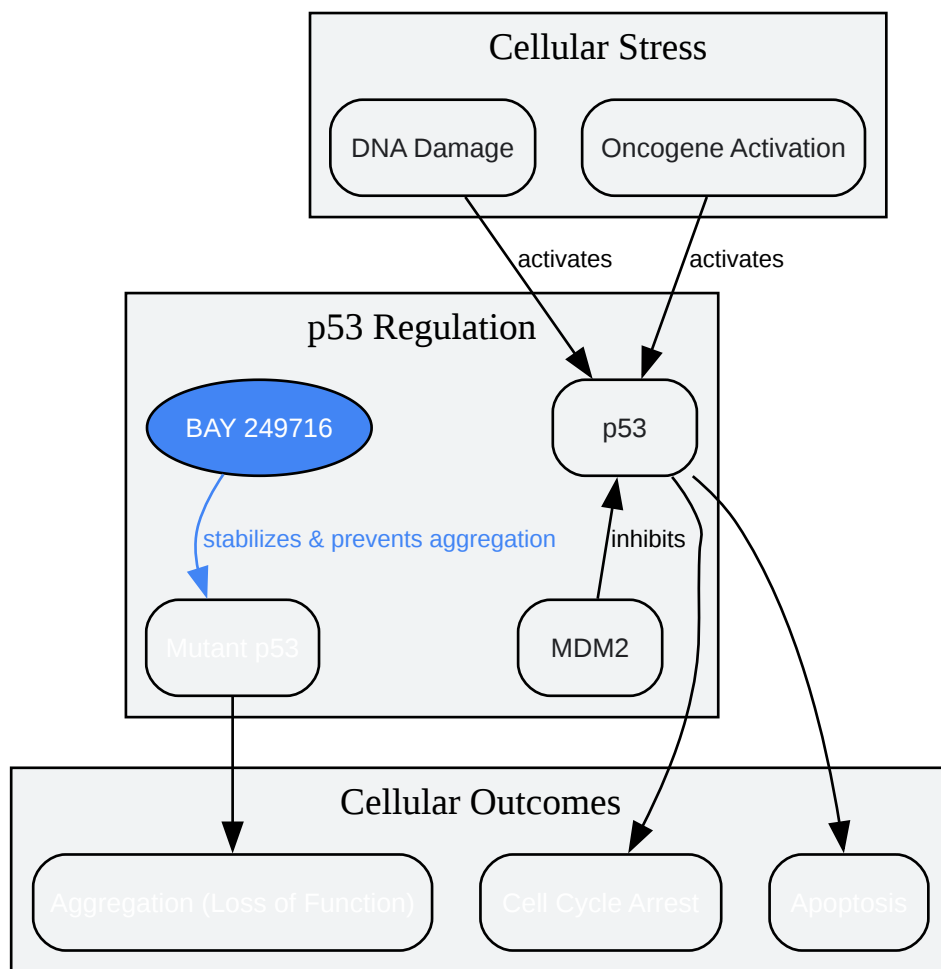 Cellular Stress
DNA Damage
Oncogene Activation
activates
activates
p53 Regulation
BAY 249716
p53
stabilizes & prevents aggregation
inhibits
Mutant p53
MDM2
Cellular Outcomes
Aggregation (Loss of Function)
Cell Cycle Arrest
Apoptosis